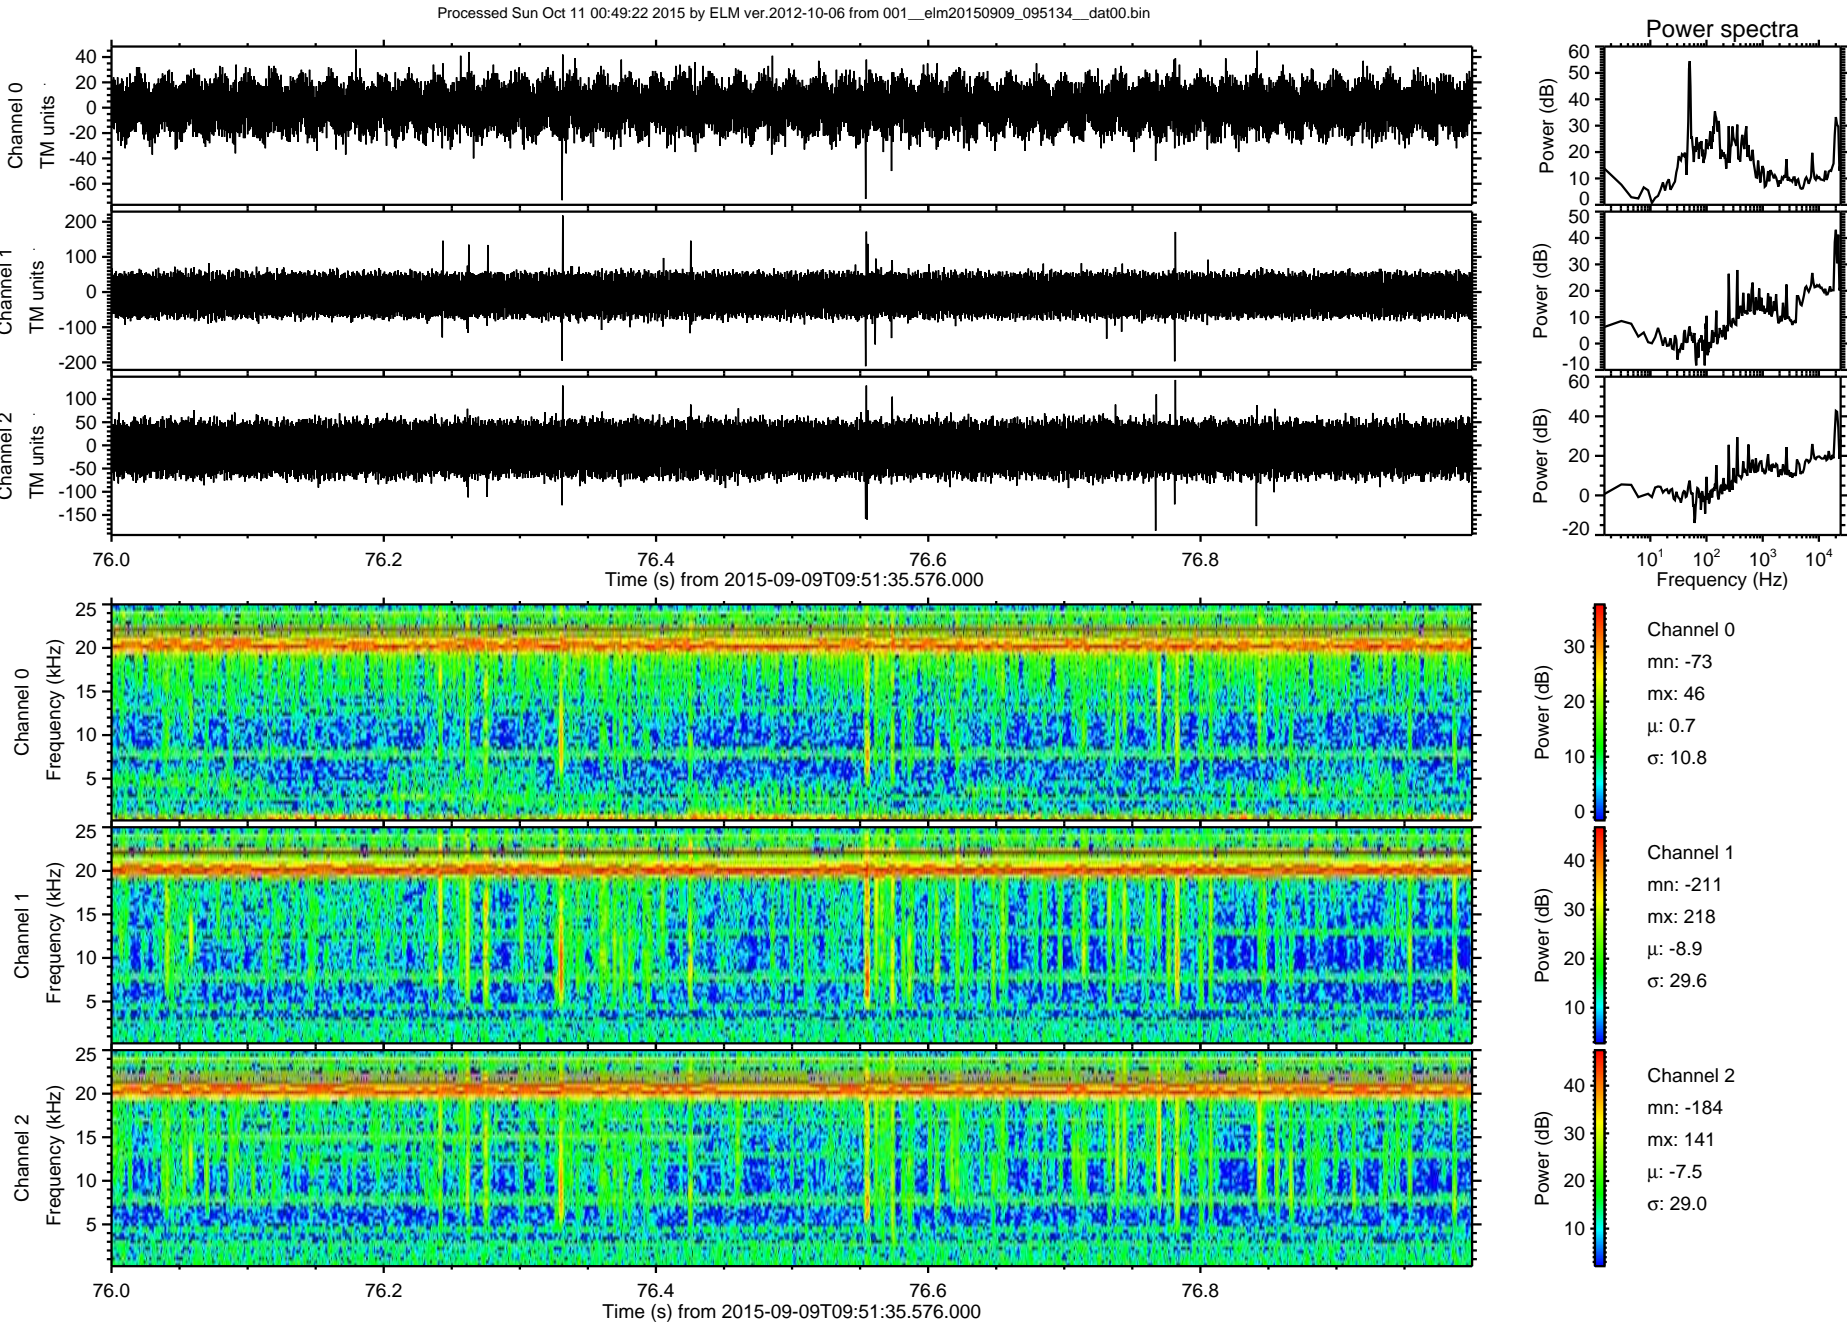 Processed Sun Oct 11 00:49:22 2015 by ELM ver.2012-10-06 from 001__elm20150909_095134__dat00.bin
Power spectra
Channel 0
TM units
40
20
0
-20
-40
-60
Power (dB)
60
50
40
30
20
10
0
Channel 1
TM units
200
100
0
-100
-200
Power (dB)
50
40
30
20
10
0
-10
Channel 2
TM units
100
50
0
-50
-100
-150
Power (dB)
60
40
20
0
-20
76.0 76.2 76.4 76.6 76.8
Time (s) from 2015-09-09T09:51:35.576.000
10^1 10^2 10^3 10^4
Frequency (Hz)
Channel 0
Frequency (kHz)
25
20
15
10
5
Power (dB)
30
20
10
0
Channel 0
mn: -73
mx: 46
µ: 0.7
σ: 10.8
Channel 1
Frequency (kHz)
25
20
15
10
5
Power (dB)
40
30
20
10
Channel 1
mn: -211
mx: 218
µ: -8.9
σ: 29.6
Channel 2
Frequency (kHz)
25
20
15
10
5
Power (dB)
40
30
20
10
Channel 2
mn: -184
mx: 141
µ: -7.5
σ: 29.0
76.0 76.2 76.4 76.6 76.8
Time (s) from 2015-09-09T09:51:35.576.000